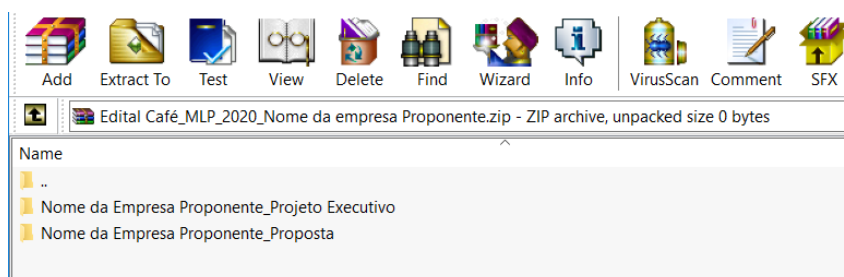 Add Extract To Test View Delete Find Wizard Info VirusScan Comment SFX
Edital Café_MLP_2020_Nome da empresa Proponente.zip - ZIP archive, unpacked size 0 bytes
Name
..
Nome da Empresa Proponente_Projeto Executivo
Nome da Empresa Proponente_Proposta